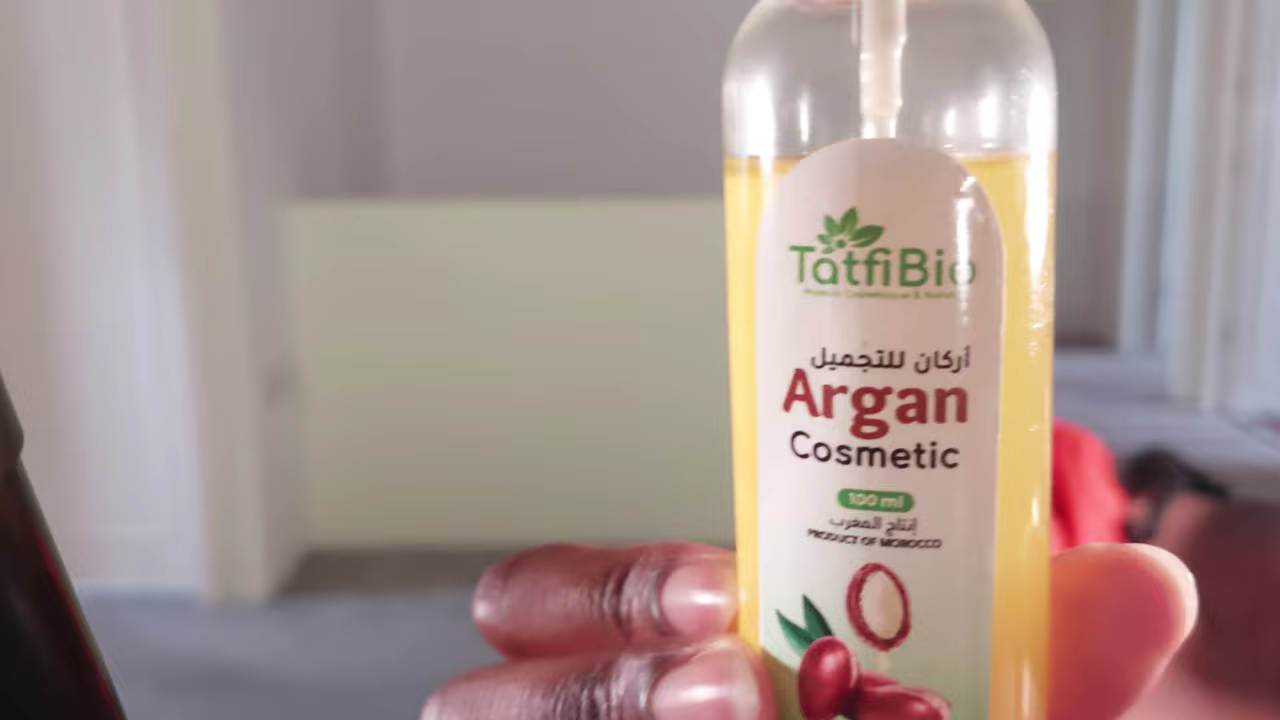 TatfiBio
أركان للتجميل
Argan
Cosmetic
100 ml
إنتاج المغرب
PRODUCT OF MOROCCO